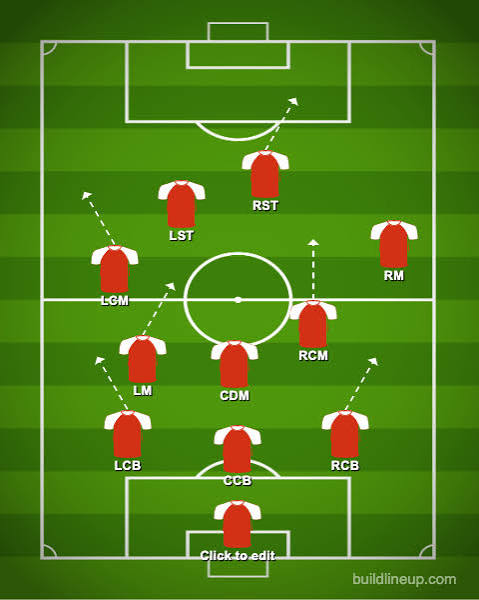 RST
LST
RM
LCM
RCM
LM
CDM
LCB
RCB
CCB
Click to edit
buildlineup.com